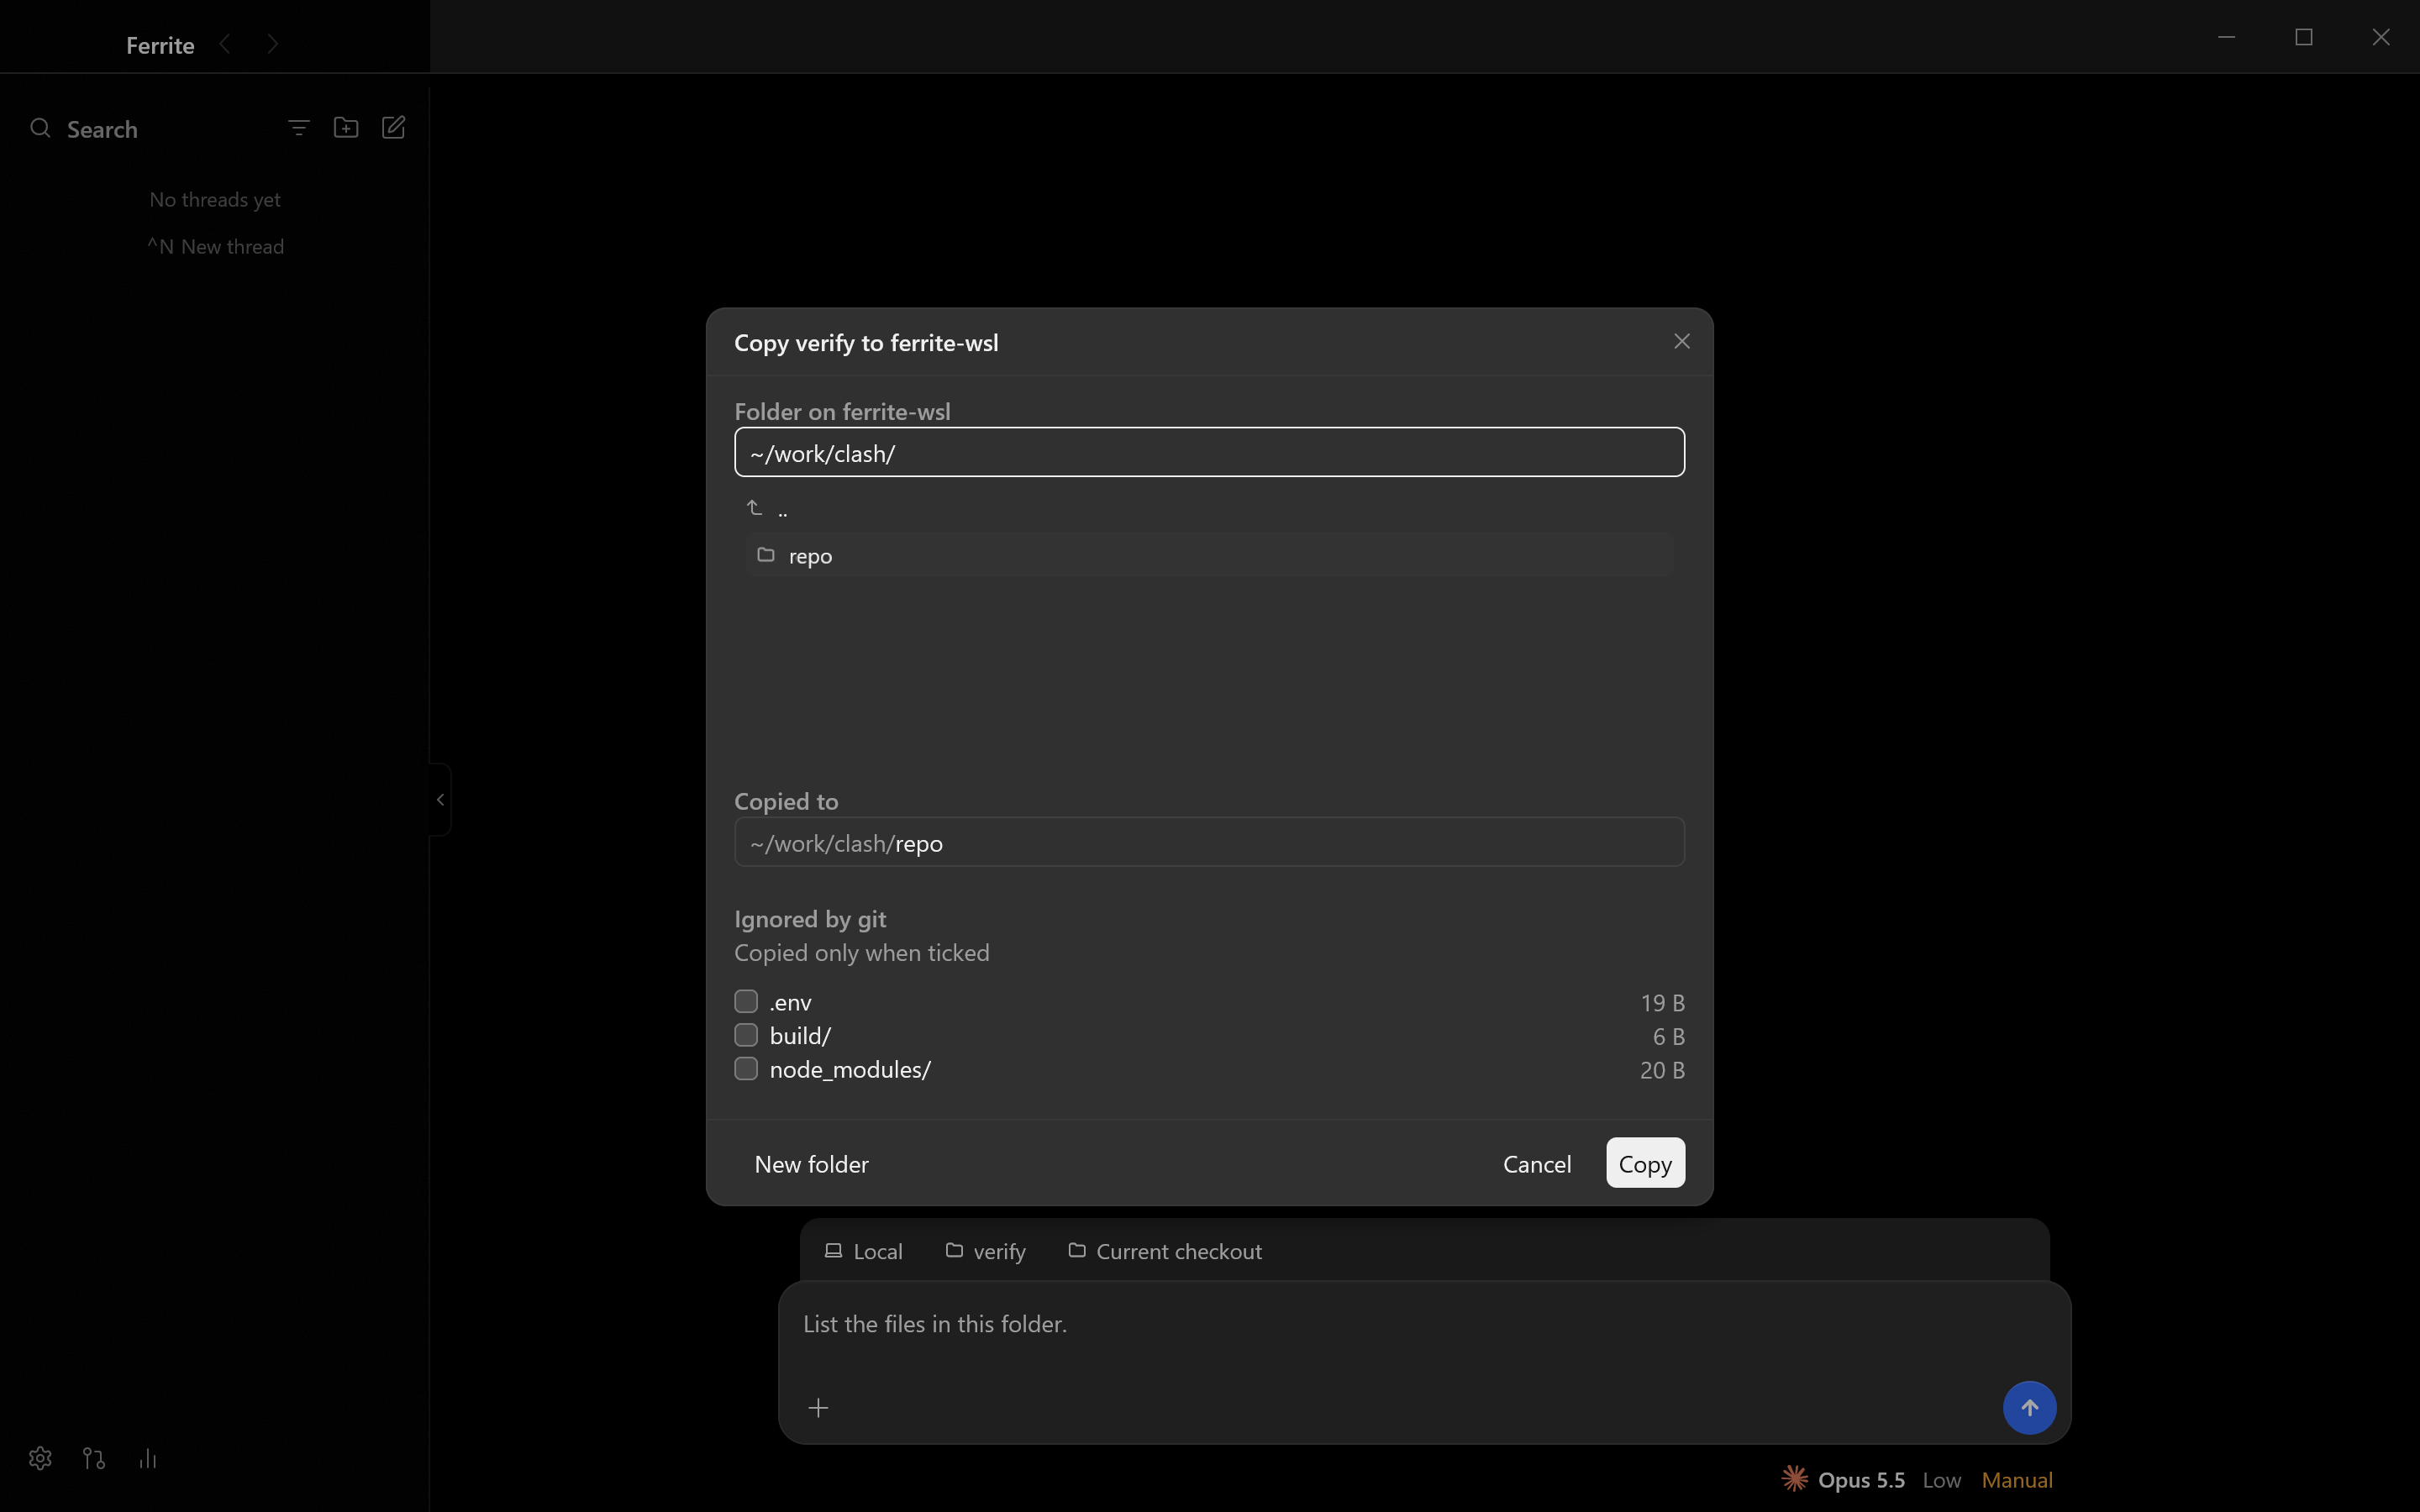 Ferrite
Search
No threads yet
^N New thread
Copy verify to ferrite-wsl
Folder on ferrite-wsl
~/work/clash/
..
repo
Copied to
~/work/clash/repo
Ignored by git
Copied only when ticked
.env 19 B
build/ 6 B
node_modules/ 20 B
New folder Cancel Copy
Local verify Current checkout
List the files in this folder.
Opus 5.5 Low Manual